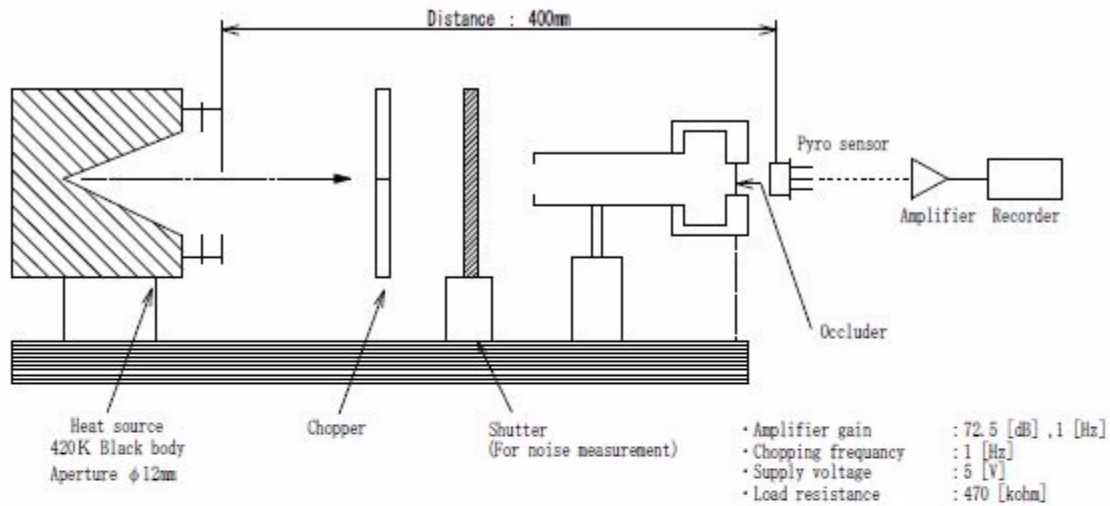 Distance : 400mm
Pyro sensor
Amplifier Recorder
Occluder
Heat source
420K Black body
Aperture φ12mm
Chopper
Shutter
(For noise measurement)
・Amplifier gain : 72.5 [dB] ,1 [Hz]
・Chopping frequancy : 1 [Hz]
・Supply voltage : 5 [V]
・Load resistance : 470 [kohm]